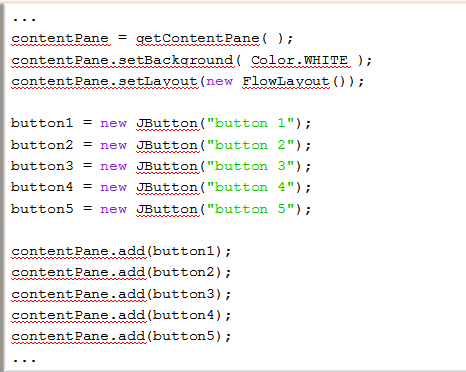 ...
contentPane = getContentPane( );
contentPane.setBackground( Color.WHITE );
contentPane.setLayout(new FlowLayout());
button1 = new JButton("button 1");
button2 = new JButton("button 2");
button3 = new JButton("button 3");
button4 = new JButton("button 4");
button5 = new JButton("button 5");
contentPane.add(button1);
contentPane.add(button2);
contentPane.add(button3);
contentPane.add(button4);
contentPane.add(button5);
...